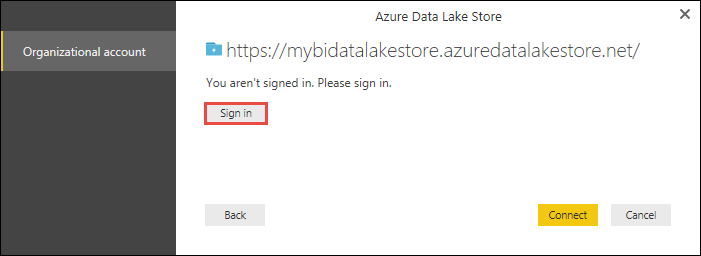 Azure Data Lake Store
Organizational account
https://mybidatalakestore.azuredatalakestore.net/
You aren't signed in. Please sign in.
Sign in
Back
Connect
Cancel